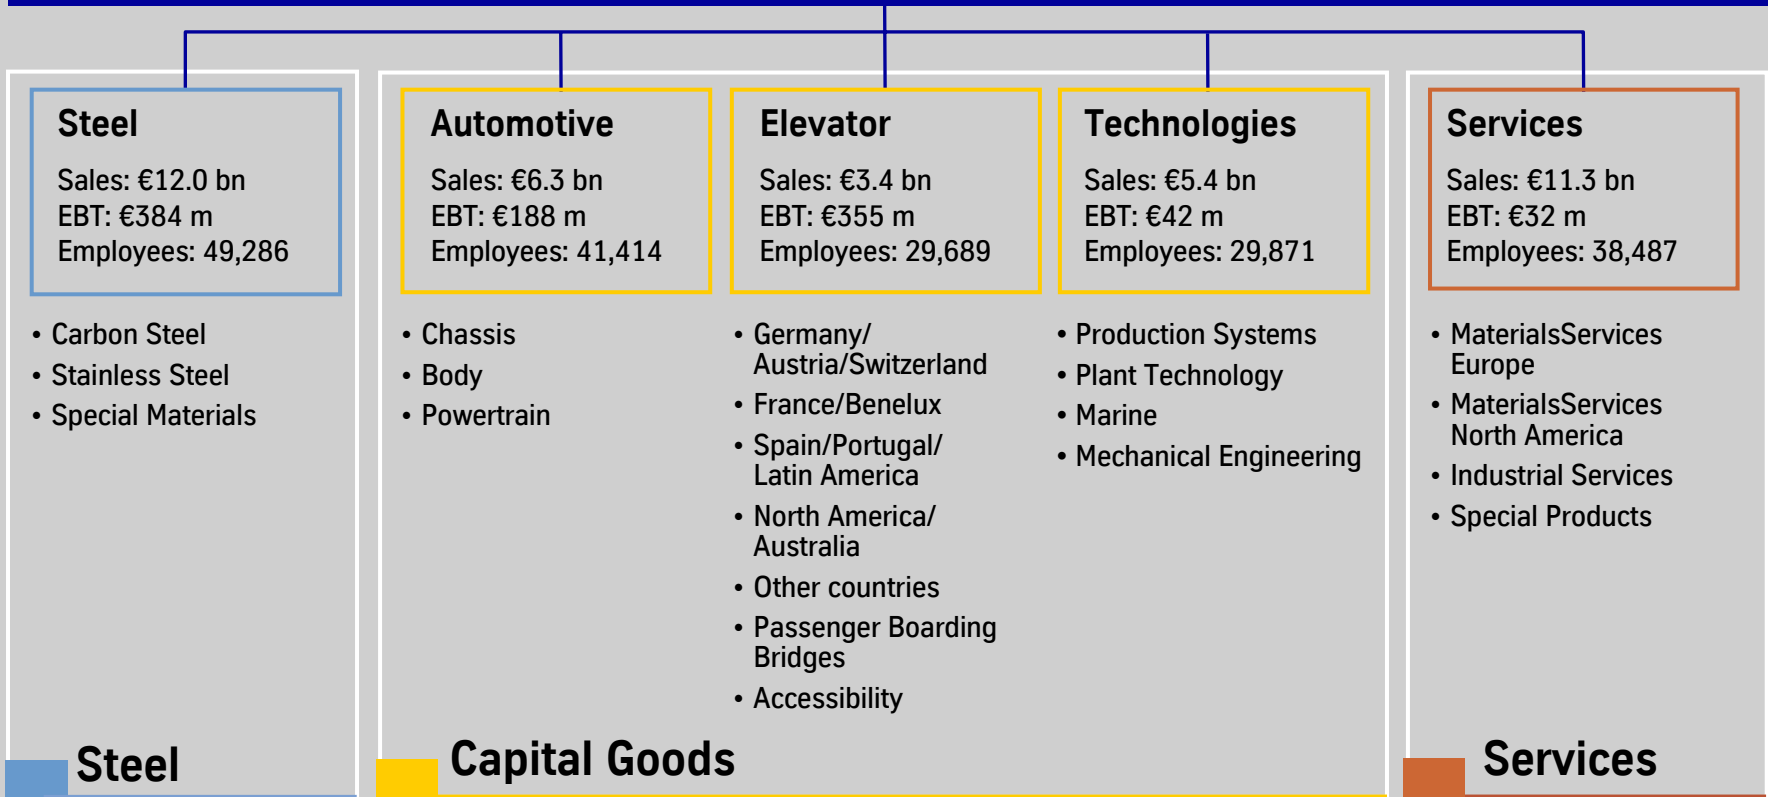 Steel
Sales: €12.0 bn
EBT: €384 m
Employees: 49,286
• Carbon Steel
• Stainless Steel
• Special Materials
Steel
Automotive
Sales: €6.3 bn
EBT: €188 m
Employees: 41,414
• Chassis
• Body
• Powertrain
Elevator
Sales: €3.4 bn
EBT: €355 m
Employees: 29,689
• Germany/
Austria/Switzerland
• France/Benelux
• Spain/Portugal/
Latin America
• North America/
Australia
• Other countries
• Passenger Boarding
Bridges
• Accessibility
Technologies
Sales: €5.4 bn
EBT: €42 m
Employees: 29,871
• Production Systems
• Plant Technology
• Marine
• Mechanical Engineering
Capital Goods
Services
Sales: €11.3 bn
EBT: €32 m
Employees: 38,487
• MaterialsServices
Europe
• MaterialsServices
North America
• Industrial Services
• Special Products
Services